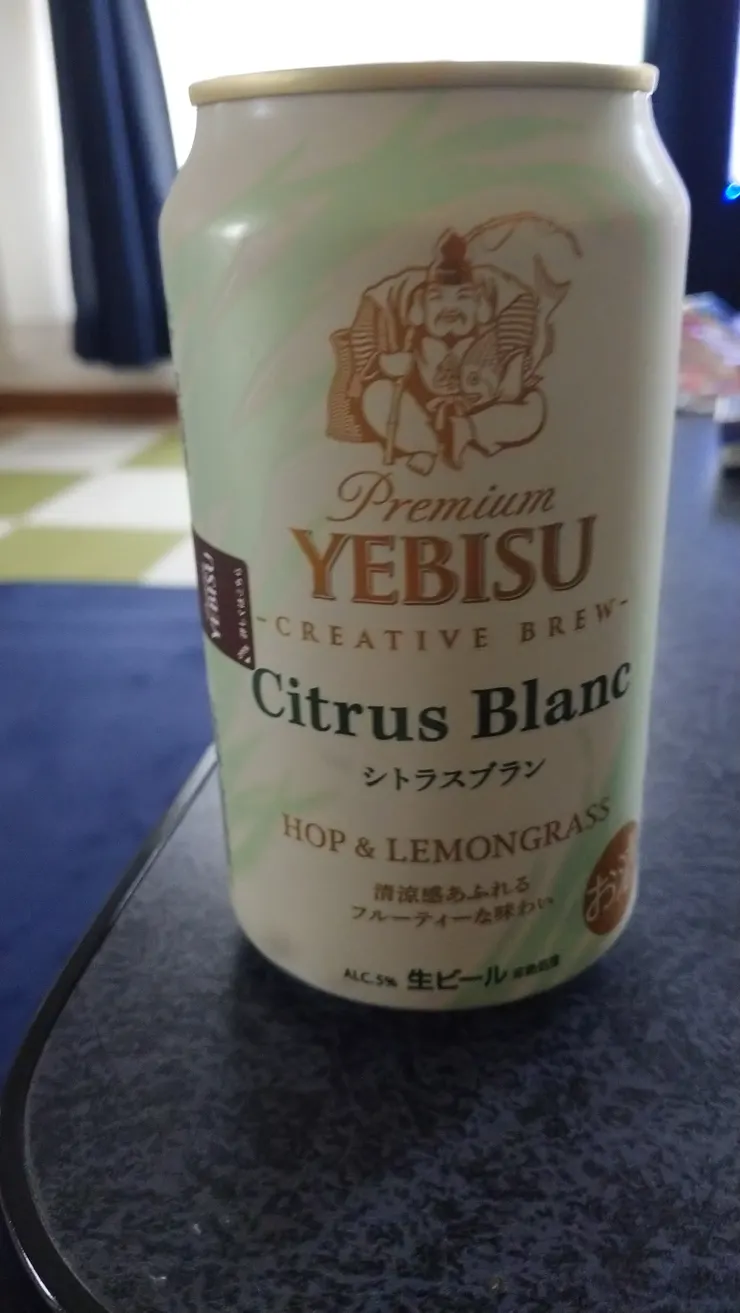 Premium
YEBISU
-CREATIVE BREW-
Citrus Blanc
シトラスブラン
HOP & LEMONGRASS
清涼感あふれる
フルーティーな味わい
ALC.5% 生ビール
YEBISU